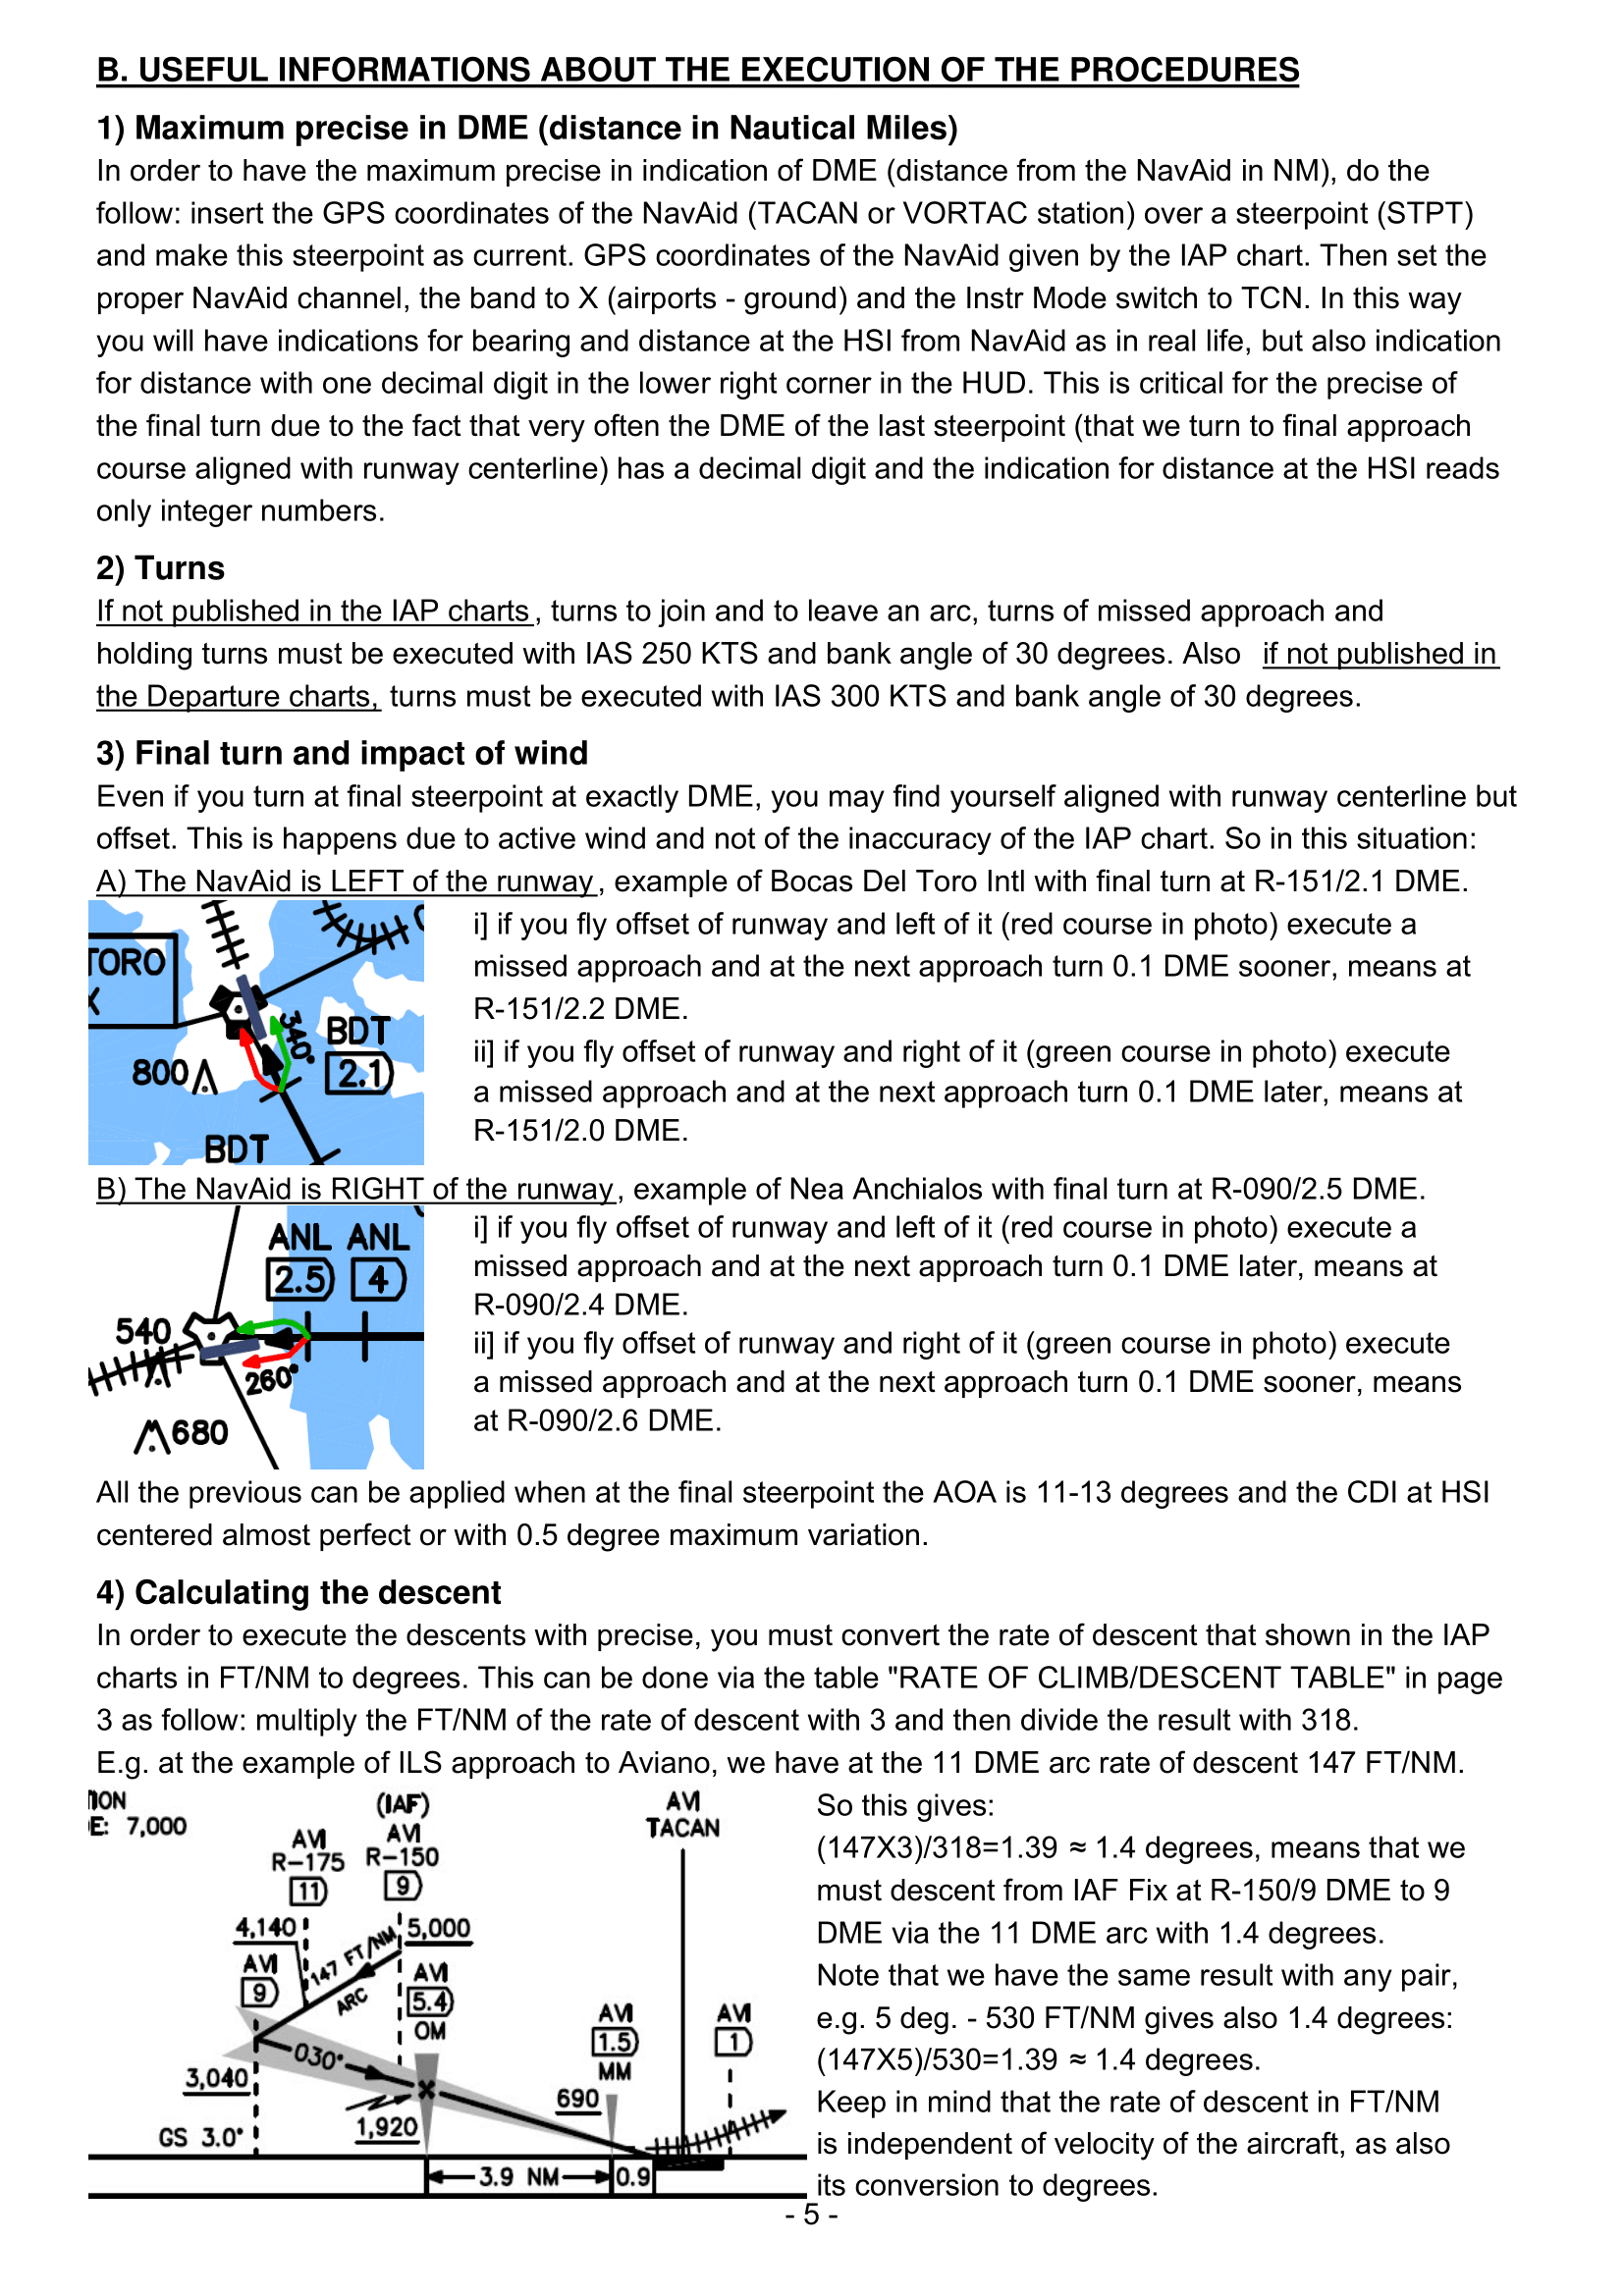 B. USEFUL INFORMATIONS ABOUT THE EXECUTION OF THE PROCEDURES
1) Maximum precise in DME (distance in Nautical Miles)
In order to have the maximum precise in indication of DME (distance from the NavAid in NM), do the
follow: insert the GPS coordinates of the NavAid (TACAN or VORTAC station) over a steerpoint (STPT)
and make this steerpoint as current. GPS coordinates of the NavAid given by the IAP chart. Then set the
proper NavAid channel, the band to X (airports - ground) and the Instr Mode switch to TCN. In this way
you will have indications for bearing and distance at the HSI from NavAid as in real life, but also indication
for distance with one decimal digit in the lower right corner in the HUD. This is critical for the precise of
the final turn due to the fact that very often the DME of the last steerpoint (that we turn to final approach
course aligned with runway centerline) has a decimal digit and the indication for distance at the HSI reads
only integer numbers.
2) Turns
If not published in the IAP charts, turns to join and to leave an arc, turns of missed approach and
holding turns must be executed with IAS 250 KTS and bank angle of 30 degrees. Also if not published in
the Departure charts, turns must be executed with IAS 300 KTS and bank angle of 30 degrees.
3) Final turn and impact of wind
Even if you turn at final steerpoint at exactly DME, you may find yourself aligned with runway centerline but
offset. This is happens due to active wind and not of the inaccuracy of the IAP chart. So in this situation:
A) The NavAid is LEFT of the runway, example of Bocas Del Toro Intl with final turn at R-151/2.1 DME.
TORO
X
340°
BDT
2.1
800
BDT
i] if you fly offset of runway and left of it (red course in photo) execute a
missed approach and at the next approach turn 0.1 DME sooner, means at
R-151/2.2 DME.
ii] if you fly offset of runway and right of it (green course in photo) execute
a missed approach and at the next approach turn 0.1 DME later, means at
R-151/2.0 DME.
B) The NavAid is RIGHT of the runway, example of Nea Anchialos with final turn at R-090/2.5 DME.
ANL ANL
2.5 4
540
260°
680
i] if you fly offset of runway and left of it (red course in photo) execute a
missed approach and at the next approach turn 0.1 DME later, means at
R-090/2.4 DME.
ii] if you fly offset of runway and right of it (green course in photo) execute
a missed approach and at the next approach turn 0.1 DME sooner, means
at R-090/2.6 DME.
All the previous can be applied when at the final steerpoint the AOA is 11-13 degrees and the CDI at HSI
centered almost perfect or with 0.5 degree maximum variation.
4) Calculating the descent
In order to execute the descents with precise, you must convert the rate of descent that shown in the IAP
charts in FT/NM to degrees. This can be done via the table "RATE OF CLIMB/DESCENT TABLE" in page
3 as follow: multiply the FT/NM of the rate of descent with 3 and then divide the result with 318.
E.g. at the example of ILS approach to Aviano, we have at the 11 DME arc rate of descent 147 FT/NM.
TION
E: 7,000
(IAF)
AVI
R-150
9
AVI
R-175
11
AVI
TACAN
4,140
5,000
147 FT/NM
ARC
AVI
9
AVI
5.4
OM
AVI
1.5
MM
AVI
1
030°
3,040
690
1,920
GS 3.0°
3.9 NM
0.9
So this gives:
(147X3)/318=1.39 ≈ 1.4 degrees, means that we
must descent from IAF Fix at R-150/9 DME to 9
DME via the 11 DME arc with 1.4 degrees.
Note that we have the same result with any pair,
e.g. 5 deg. - 530 FT/NM gives also 1.4 degrees:
(147X5)/530=1.39 ≈ 1.4 degrees.
Keep in mind that the rate of descent in FT/NM
is independent of velocity of the aircraft, as also
its conversion to degrees.
- 5 -